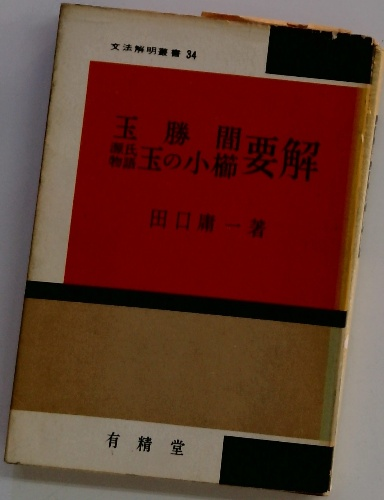 文法解明叢書 34
玉勝間
源氏物語 玉の小櫛 要解
田口庸一著
有精堂